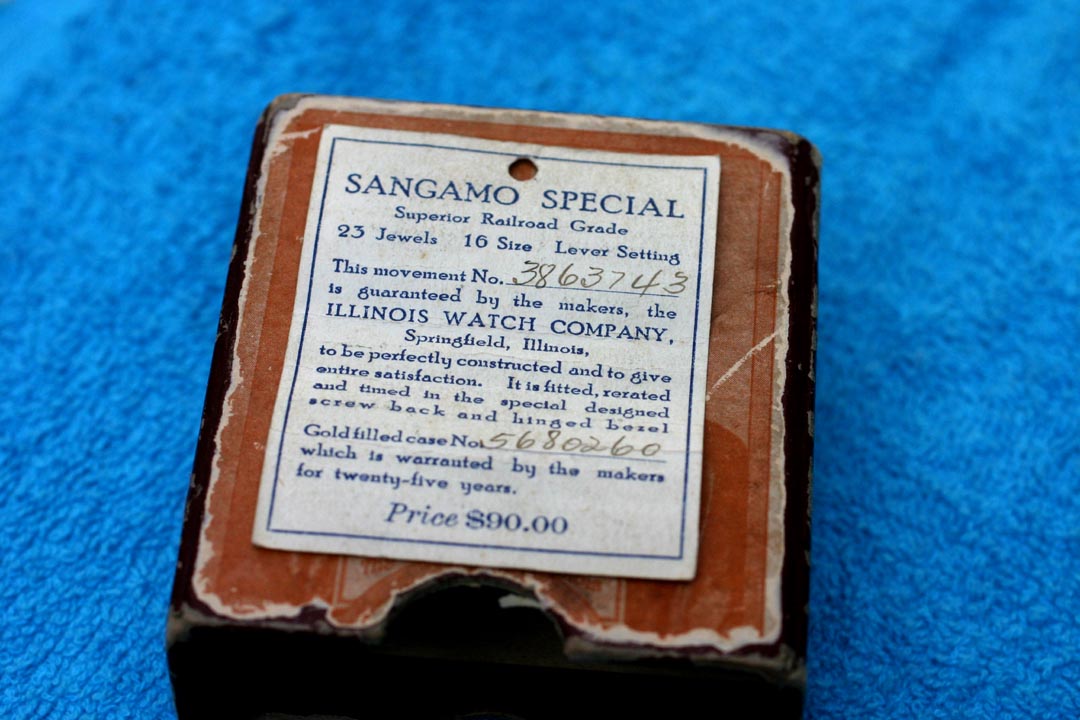 SANGAMO SPECIAL
Superior Railroad Grade
23 Jewels 16 Size Lever Setting
This movement No. 3863743
is guaranteed by the makers, the
ILLINOIS WATCH COMPANY,
Springfield, Illinois,
to be perfectly constructed and to give
entire satisfaction. It is fitted, rerated
and timed in the special designed
screw back and hinged bezel
Gold filled case No. 5680260
which is warranted by the makers
for twenty-five years.
Price $90.00